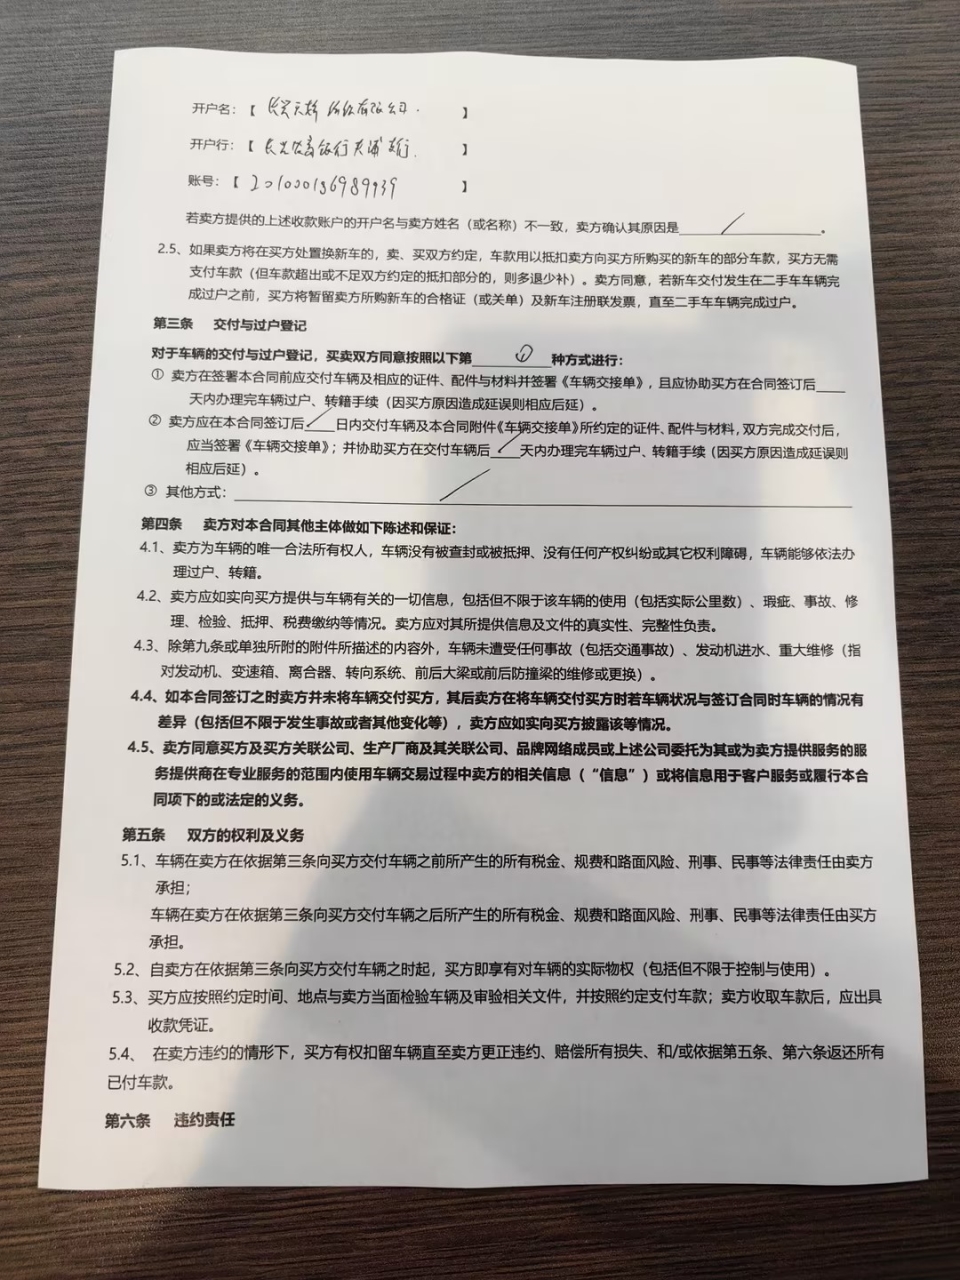 开户名：【 长兴天 有限公司 】
开户行：【 长兴农商银行夹浦支行 】
账号：【 201000136989939 】
若卖方提供的上述收款账户的开户名与卖方姓名（或名称）不一致，卖方确认其原因是 / 。
2.5、如果卖方将在买方处置换新车的，卖、买双方约定，车款用以抵扣卖方向买方所购买的新车的部分车款，买方无需
支付车款（但车款超出或不足双方约定的抵扣部分的，则多退少补）。卖方同意，若新车交付发生在二手车车辆完
成过户之前，买方将暂留卖方所购新车的合格证（或关单）及新车注册联发票，直至二手车车辆完成过户。
第三条 交付与过户登记
对于车辆的交付与过户登记，买卖双方同意按照以下第 ① 种方式进行：
① 卖方在签署本合同前应交付车辆及相应的证件、配件与材料并签署《车辆交接单》，且应协助买方在合同签订后____
天内办理完车辆过户、转籍手续（因买方原因造成延误则相应后延）。
② 卖方应在本合同签订后 / 日内交付车辆及本合同附件《车辆交接单》所约定的证件、配件与材料，双方完成交付后，
应当签署《车辆交接单》；并协助买方在交付车辆后 / 天内办理完车辆过户、转籍手续（因买方原因造成延误则
相应后延）。
③ 其他方式： /
第四条 卖方对本合同其他主体做如下陈述和保证：
4.1、卖方为车辆的唯一合法所有权人，车辆没有被查封或被抵押、没有任何产权纠纷或其它权利障碍，车辆能够依法办
理过户、转籍。
4.2、卖方应如实向买方提供与车辆有关的一切信息，包括但不限于该车辆的使用（包括实际公里数）、瑕疵、事故、修
理、检验、抵押、税费缴纳等情况。卖方应对其所提供信息及文件的真实性、完整性负责。
4.3、除第九条或单独所附的附件所描述的内容外，车辆未遭受任何事故（包括交通事故）、发动机进水、重大维修（指
对发动机、变速箱、离合器、转向系统、前后大梁或前后防撞梁的维修或更换）。
4.4、如本合同签订之时卖方并未将车辆交付买方，其后卖方在将车辆交付买方时若车辆状况与签订合同时车辆的情况有
差异（包括但不限于发生事故或者其他变化等），卖方应如实向买方披露该等情况。
4.5、卖方同意买方及买方关联公司、生产厂商及其关联公司、品牌网络成员或上述公司委托为其或为卖方提供服务的服
务提供商在专业服务的范围内使用车辆交易过程中卖方的相关信息（“信息”）或将信息用于客户服务或履行本合
同项下的或法定的义务。
第五条 双方的权利及义务
5.1、车辆在卖方在依据第三条向买方交付车辆之前所产生的所有税金、规费和路面风险、刑事、民事等法律责任由卖方
承担；
车辆在卖方在依据第三条向买方交付车辆之后所产生的所有税金、规费和路面风险、刑事、民事等法律责任由买方
承担。
5.2、自卖方在依据第三条向买方交付车辆之时起，买方即享有对车辆的实际物权（包括但不限于控制与使用）。
5.3、买方应按照约定时间、地点与卖方当面检验车辆及审验相关文件，并按照约定支付车款；卖方收取车款后，应出具
收款凭证。
5.4、 在卖方违约的情形下，买方有权扣留车辆直至卖方更正违约、赔偿所有损失、和/或依据第五条、第六条返还所有
已付车款。
第六条 违约责任